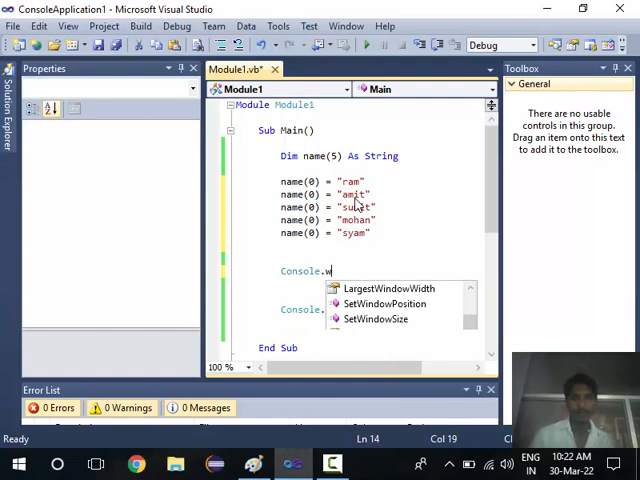 ConsoleApplication1 - Microsoft Visual Studio
File Edit View Project Build Debug Team Data Tools Test Window Help
Debug
Solution Explorer
Properties
Module1.vb*
Module1 Main
Module Module1
Sub Main()
Dim name(5) As String
name(0) = "ram"
name(0) = "amit"
name(0) =
name(0) = "mohan"
name(0) = "syam"
Console.w
LargestWindowWidth
SetWindowPosition
SetWindowSize
Console.
End Sub
100 %
Toolbox
General
There are no usable
controls in this group.
Drag an item onto this text
to add it to the toolbox.
Error List
0 Errors 0 Warnings 0 Messages
Ready Ln 14 Col 19
ENG
IN
10:22 AM
30-Mar-22